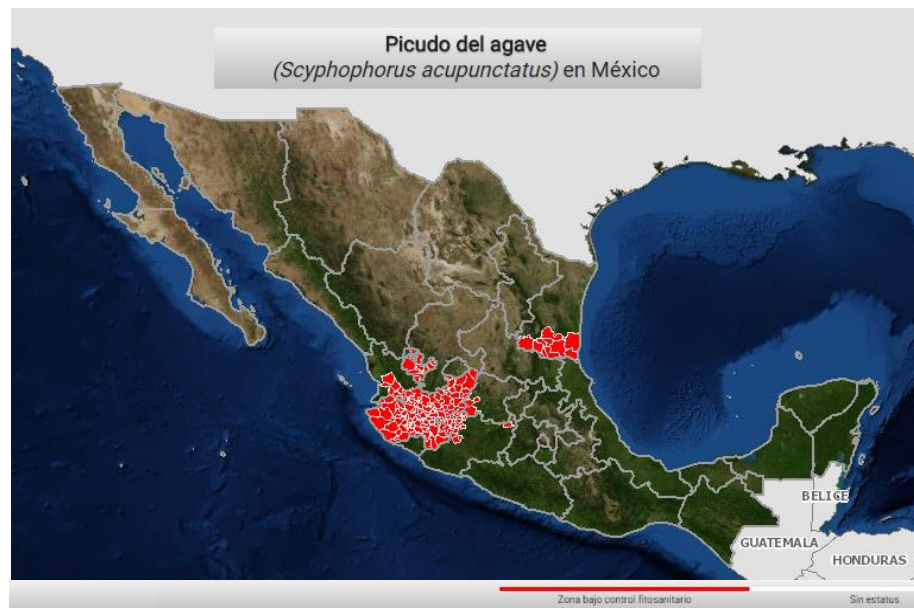 Picudo del agave
(Scyphophorus acupunctatus) en México
BELICE
GUATEMALA
HONDURAS
Zona bajo control fitosanitario
Sin estatus